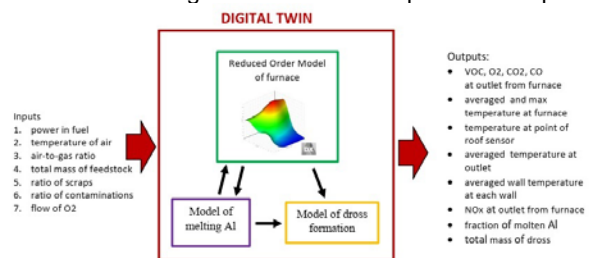 DIGITAL TWIN
Inputs
1. power in fuel
2. temperature of air
3. air-to-gas ratio
4. total mass of feedstock
5. ratio of scraps
6. ratio of contaminations
7. flow of O2
Reduced Order Model
of furnace
Model of
melting Al
Model of dross
formation
Outputs:
• VOC, O2, CO2, CO
at outlet from furnace
• averaged and max
temperature at furnace
• temperature at point of
roof sensor
• averaged temperature at
outlet
• averaged wall temperature
at each wall
• NOx at outlet from furnace
• fraction of molten Al
• total mass of dross